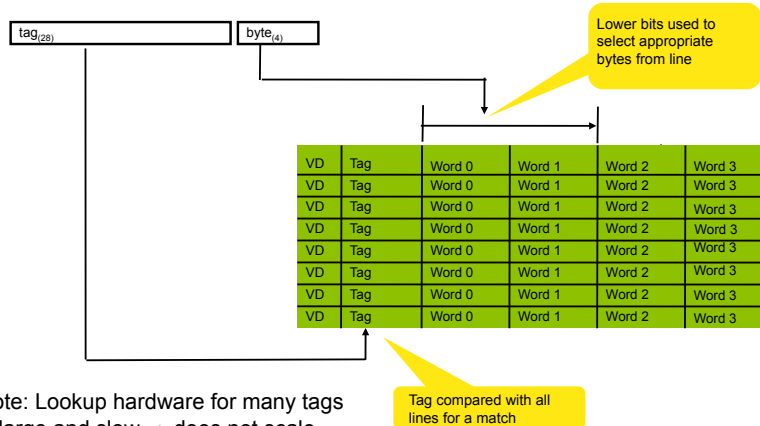 tag(28) byte(4)
Lower bits used to
select appropriate
bytes from line
VD Tag Word 0 Word 1 Word 2 Word 3
VD Tag Word 0 Word 1 Word 2 Word 3
VD Tag Word 0 Word 1 Word 2 Word 3
VD Tag Word 0 Word 1 Word 2 Word 3
VD Tag Word 0 Word 1 Word 2 Word 3
VD Tag Word 0 Word 1 Word 2 Word 3
VD Tag Word 0 Word 1 Word 2 Word 3
VD Tag Word 0 Word 1 Word 2 Word 3
Tag compared with all
lines for a match
ote: Lookup hardware for many tags
large and slow does not scale